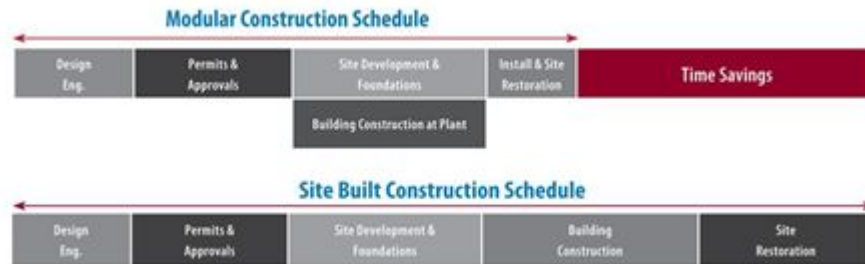 Modular Construction Schedule
Design
Eng.
Permits &
Approvals
Site Development &
Foundations
Install & Site
Restoration
Time Savings
Building Construction at Plant
Site Built Construction Schedule
Design
Eng.
Permits &
Approvals
Site Development &
Foundations
Building
Construction
Site
Restoration